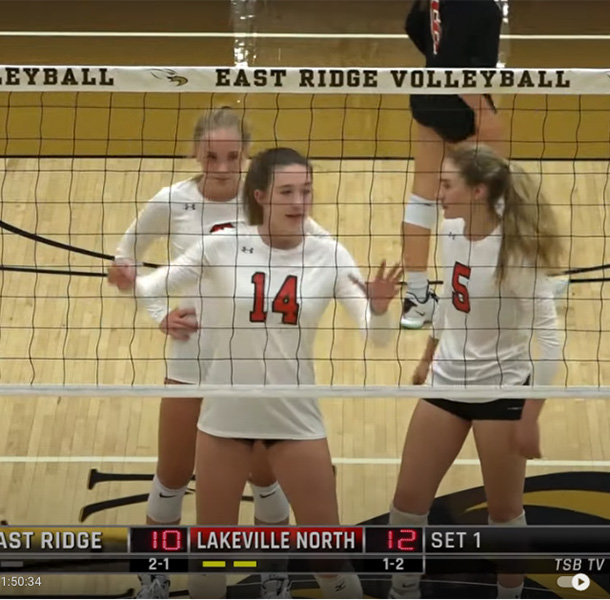 LEYBALL EAST RIDGE VOLLEYBALL
14
5
AST RIDGE 10 LAKEVILLE NORTH 12 SET 1
2-1 1-2 TSB TV
1:50:34